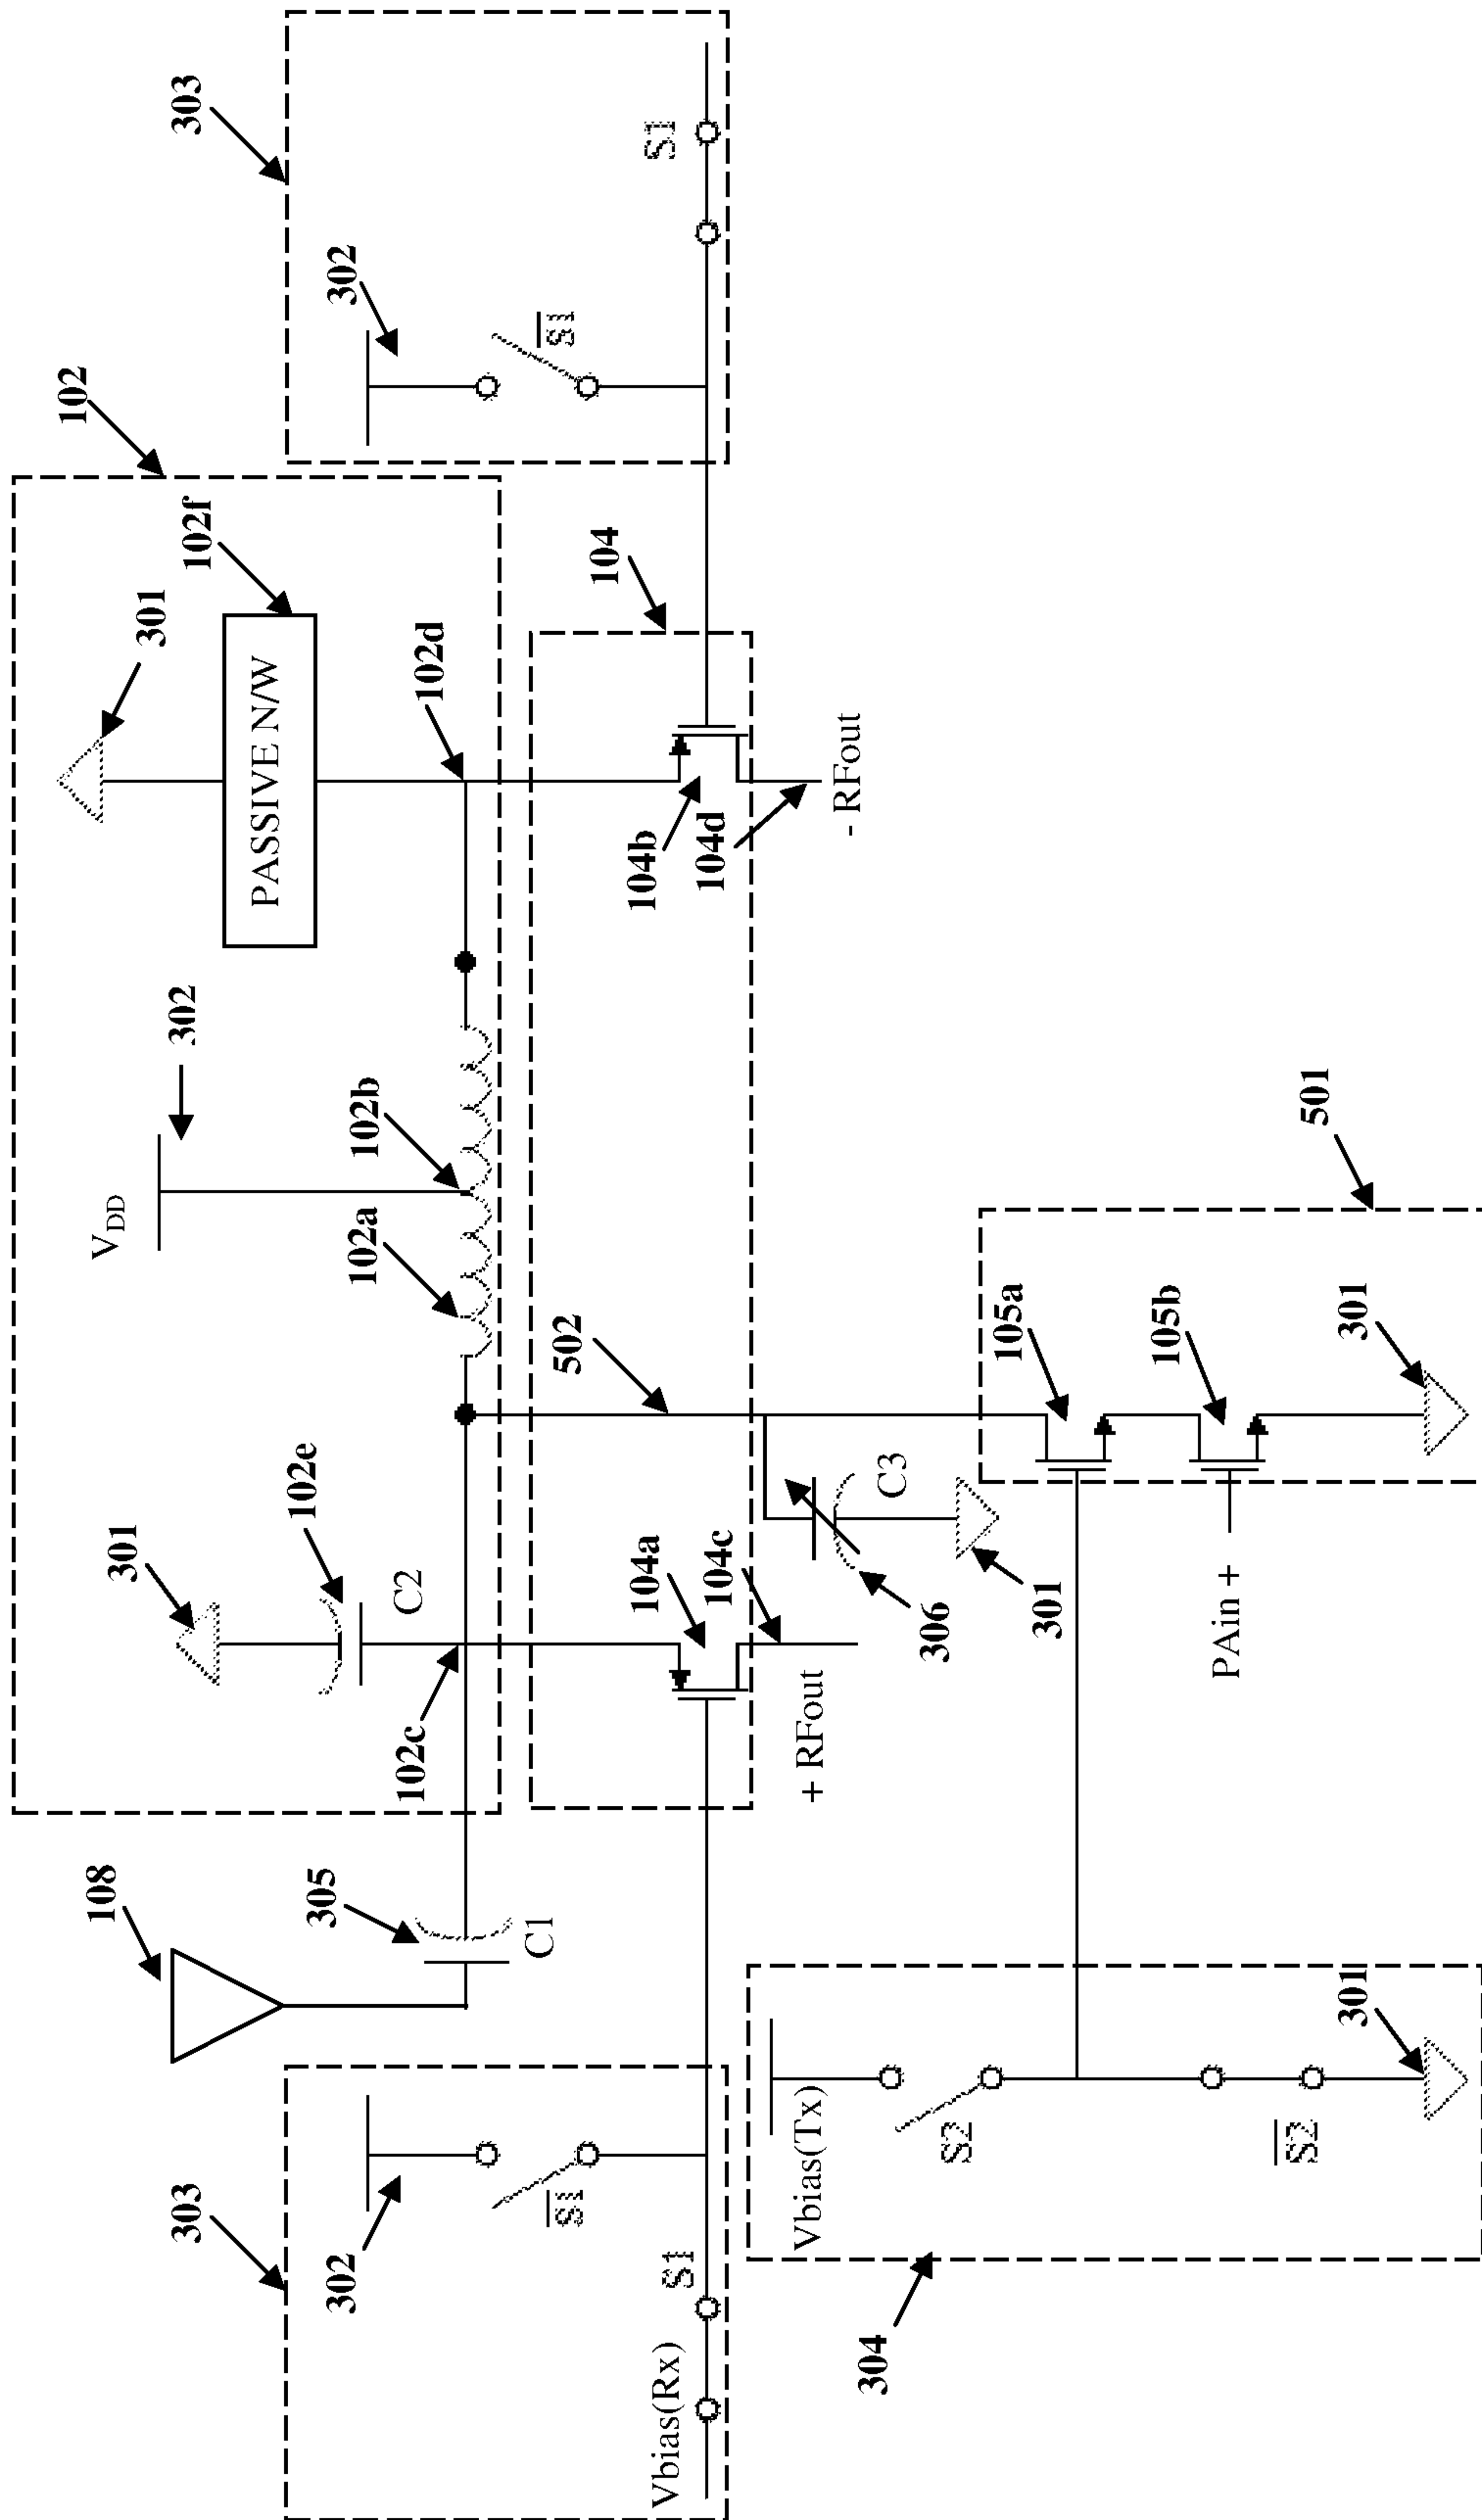 303
102
302
S1
S1
102f
301
PASSIVE N/W
102d
104
104b
104d
- RFout
302
VDD
102b
102a
502
501
105a
105b
301
301
102e
C2
102c
104a
104c
+ RFout
C3
306
301
PAin +
108
305
C1
303
302
S1
S1
Vbias(Rx)
Vbias(Tx)
S2
S2
301
304